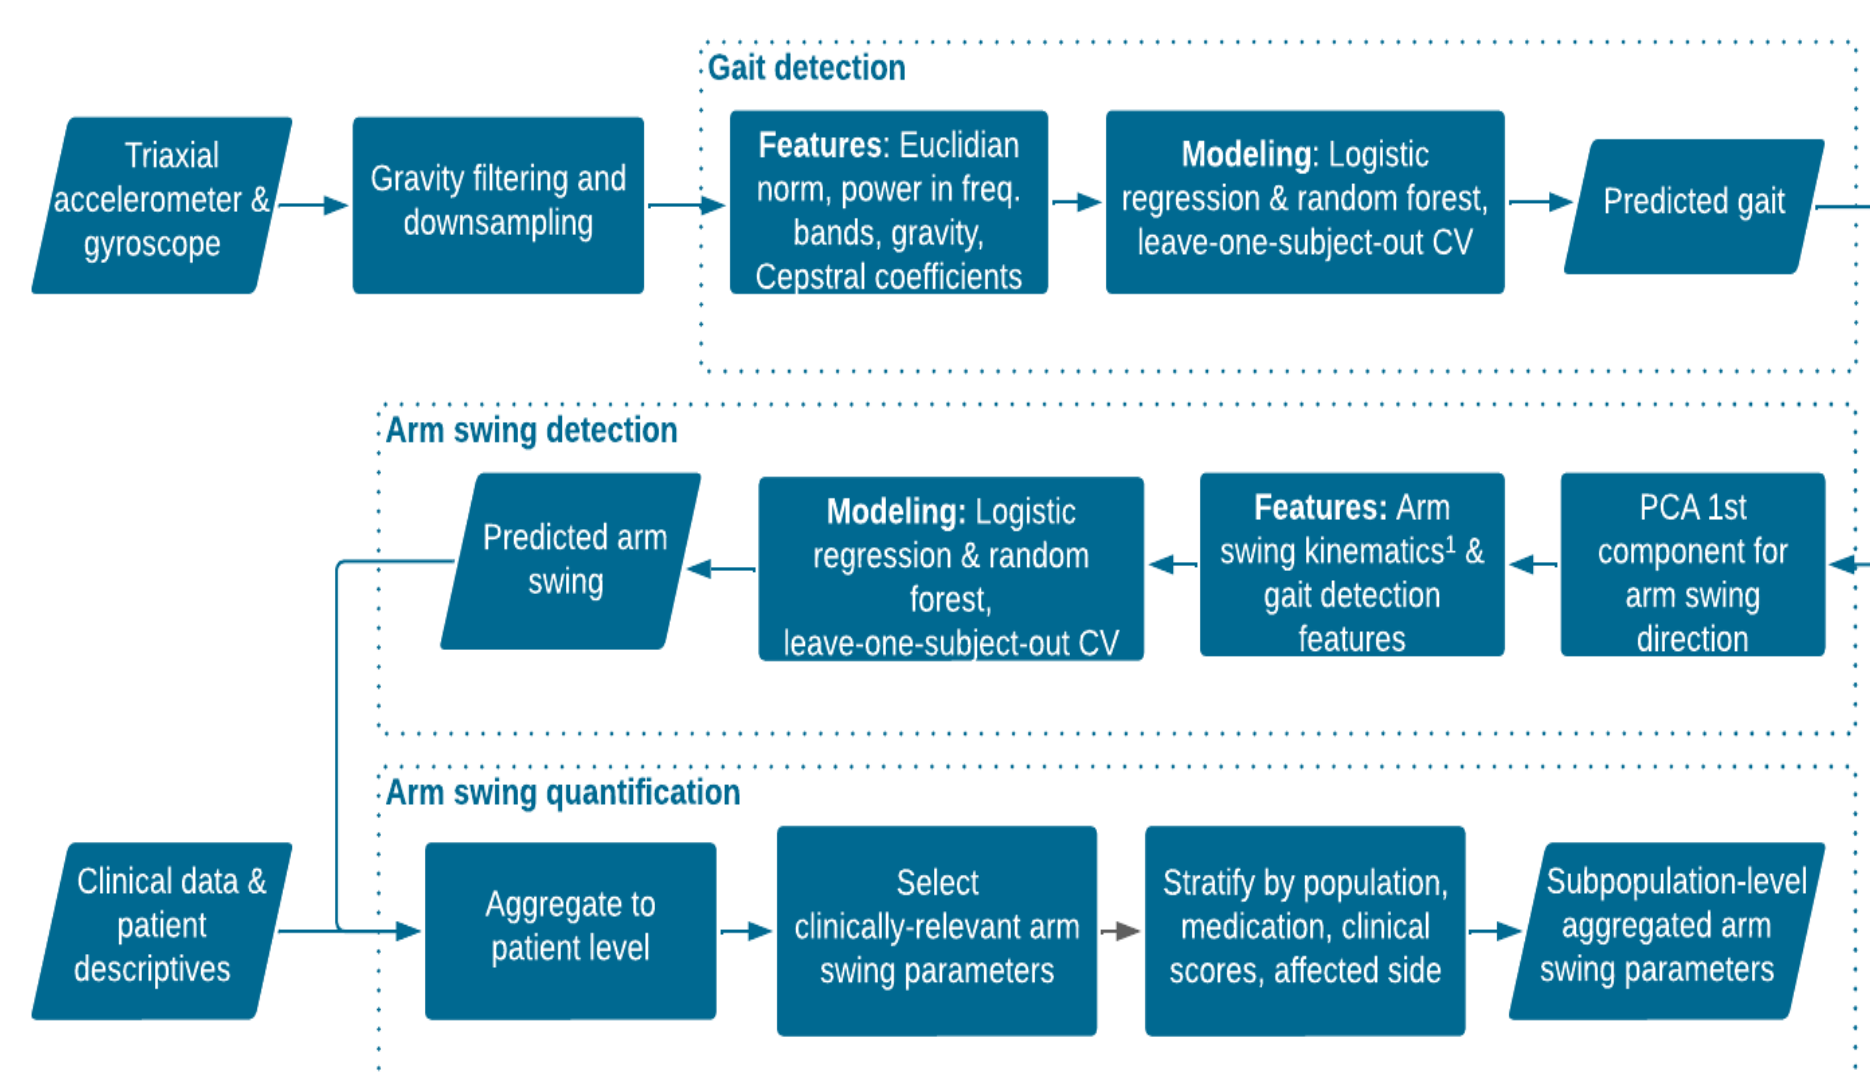 Gait detection
Triaxial
accelerometer &
gyroscope
Gravity filtering and
downsampling
Features: Euclidian
norm, power in freq.
bands, gravity,
Cepstral coefficients
Modeling: Logistic
regression & random forest,
leave-one-subject-out CV
Predicted gait
Arm swing detection
Predicted arm
swing
Modeling: Logistic
regression & random
forest,
leave-one-subject-out CV
Features: Arm
swing kinematics¹ &
gait detection
features
PCA 1st
component for
arm swing
direction
Arm swing quantification
Clinical data &
patient
descriptives
Aggregate to
patient level
Select
clinically-relevant arm
swing parameters
Stratify by population,
medication, clinical
scores, affected side
Subpopulation-level
aggregated arm
swing parameters